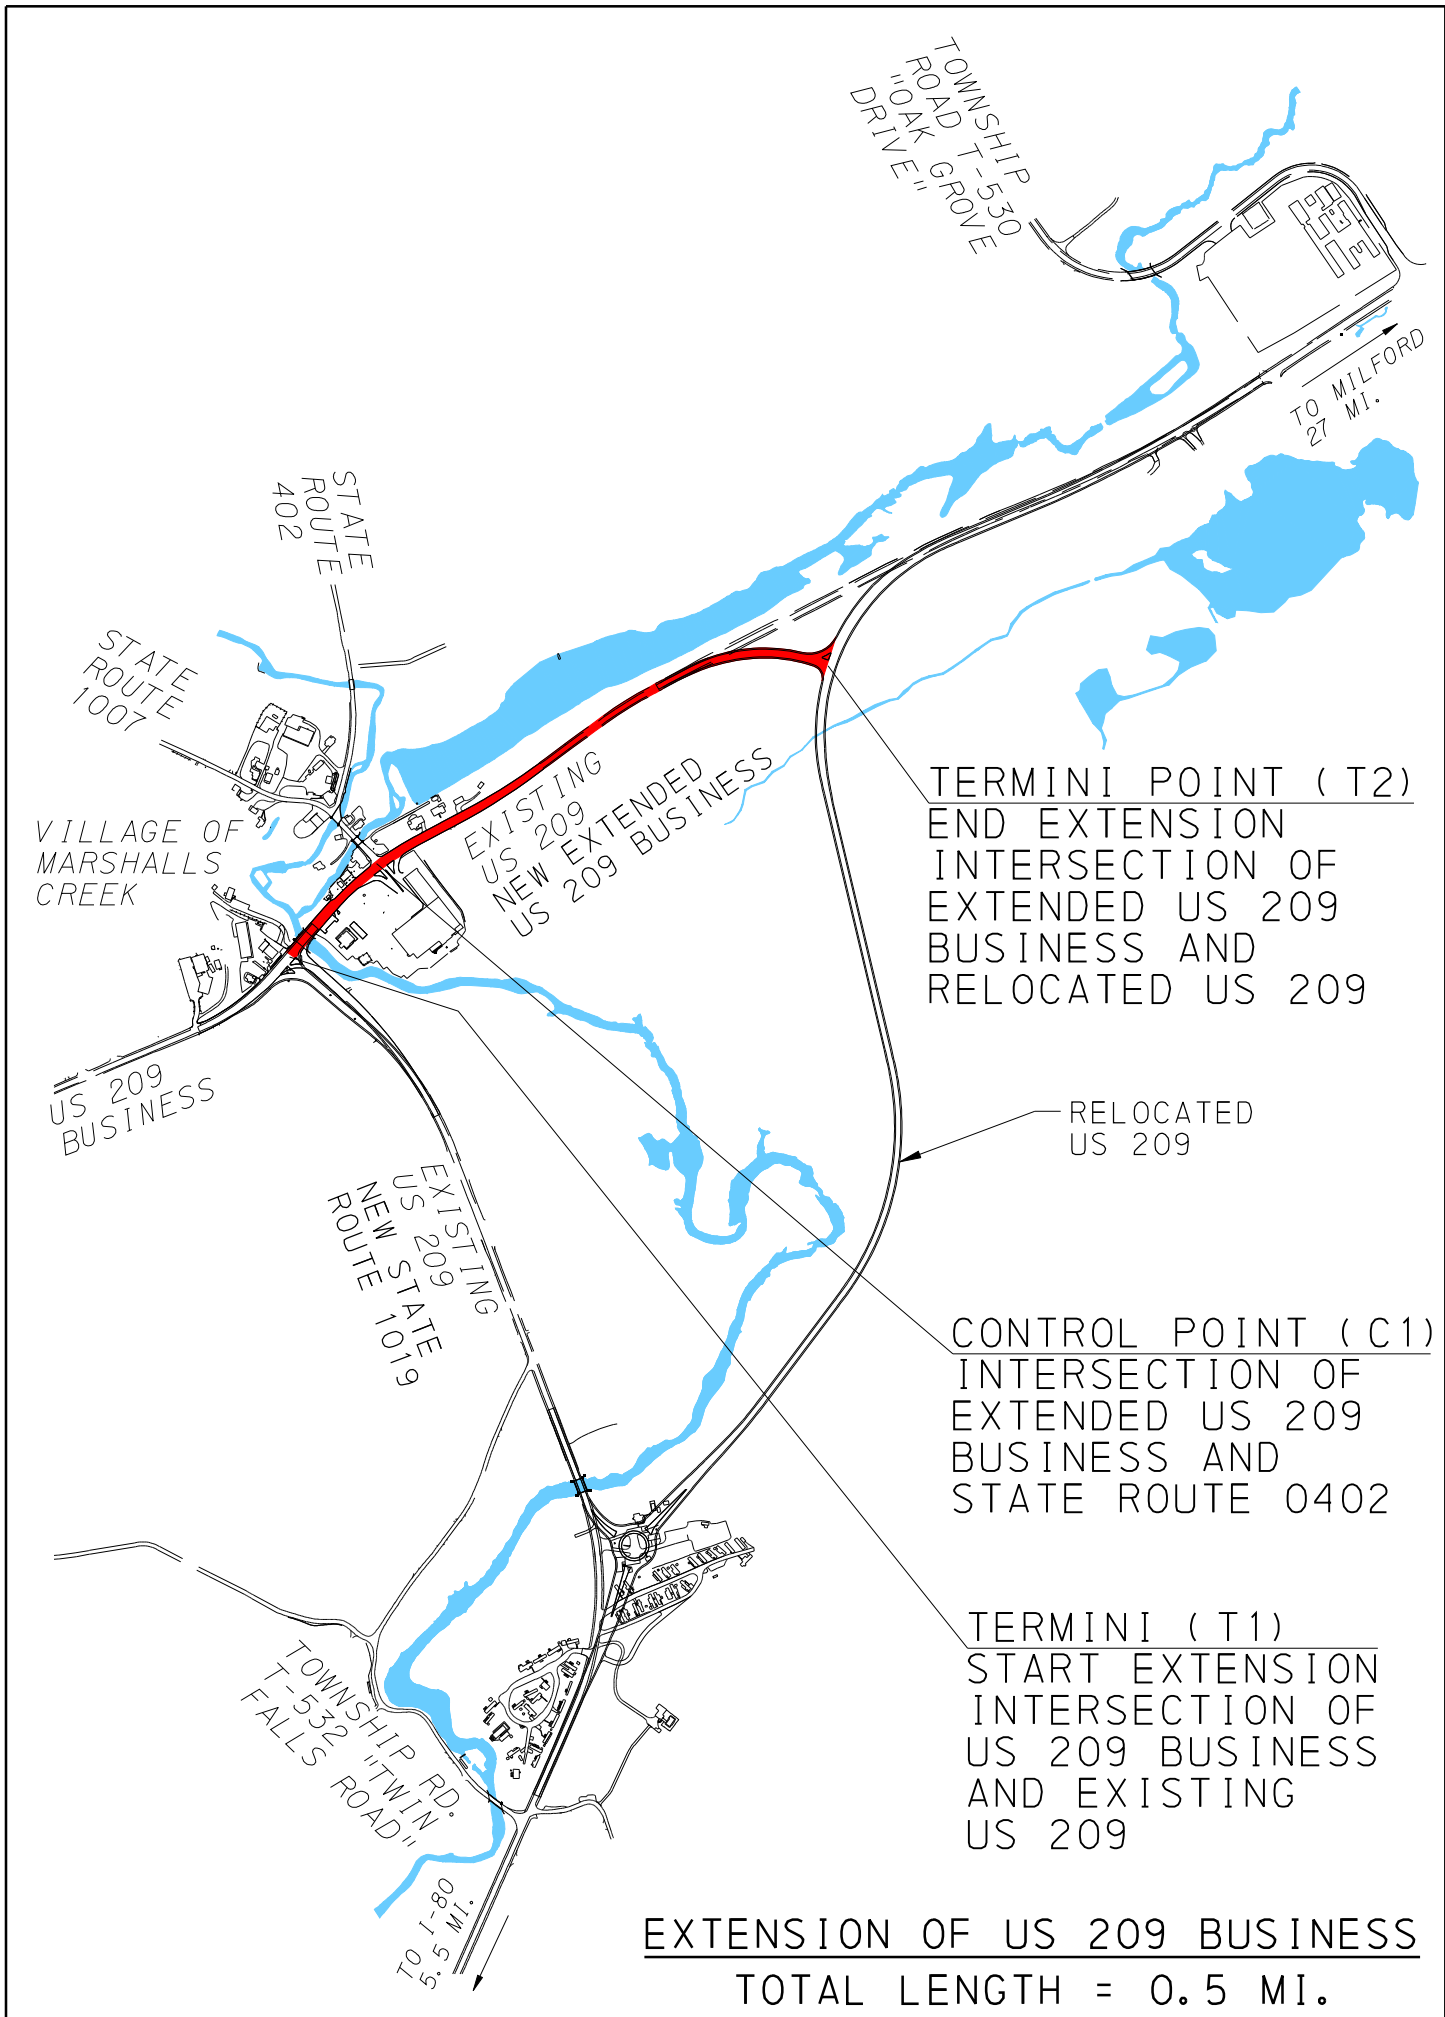 TOWNSHIP
ROAD T-530
"OAK GROVE
DRIVE"
TO MILFORD
27 MI.
STATE
ROUTE
402
STATE
ROUTE
1007
VILLAGE OF
MARSHALLS
CREEK
EXISTING
US 209
NEW EXTENDED
US 209 BUSINESS
TERMINI POINT (T2)
END EXTENSION
INTERSECTION OF
EXTENDED US 209
BUSINESS AND
RELOCATED US 209
US 209
BUSINESS
RELOCATED
US 209
EXISTING
US 209
NEW STATE
ROUTE 1019
CONTROL POINT (C1)
INTERSECTION OF
EXTENDED US 209
BUSINESS AND
STATE ROUTE 0402
TERMINI (T1)
START EXTENSION
INTERSECTION OF
US 209 BUSINESS
AND EXISTING
US 209
TOWNSHIP RD.
T-532 "TWIN
FALLS ROAD"
TO I-80
5.5 MI.
EXTENSION OF US 209 BUSINESS
TOTAL LENGTH = 0.5 MI.